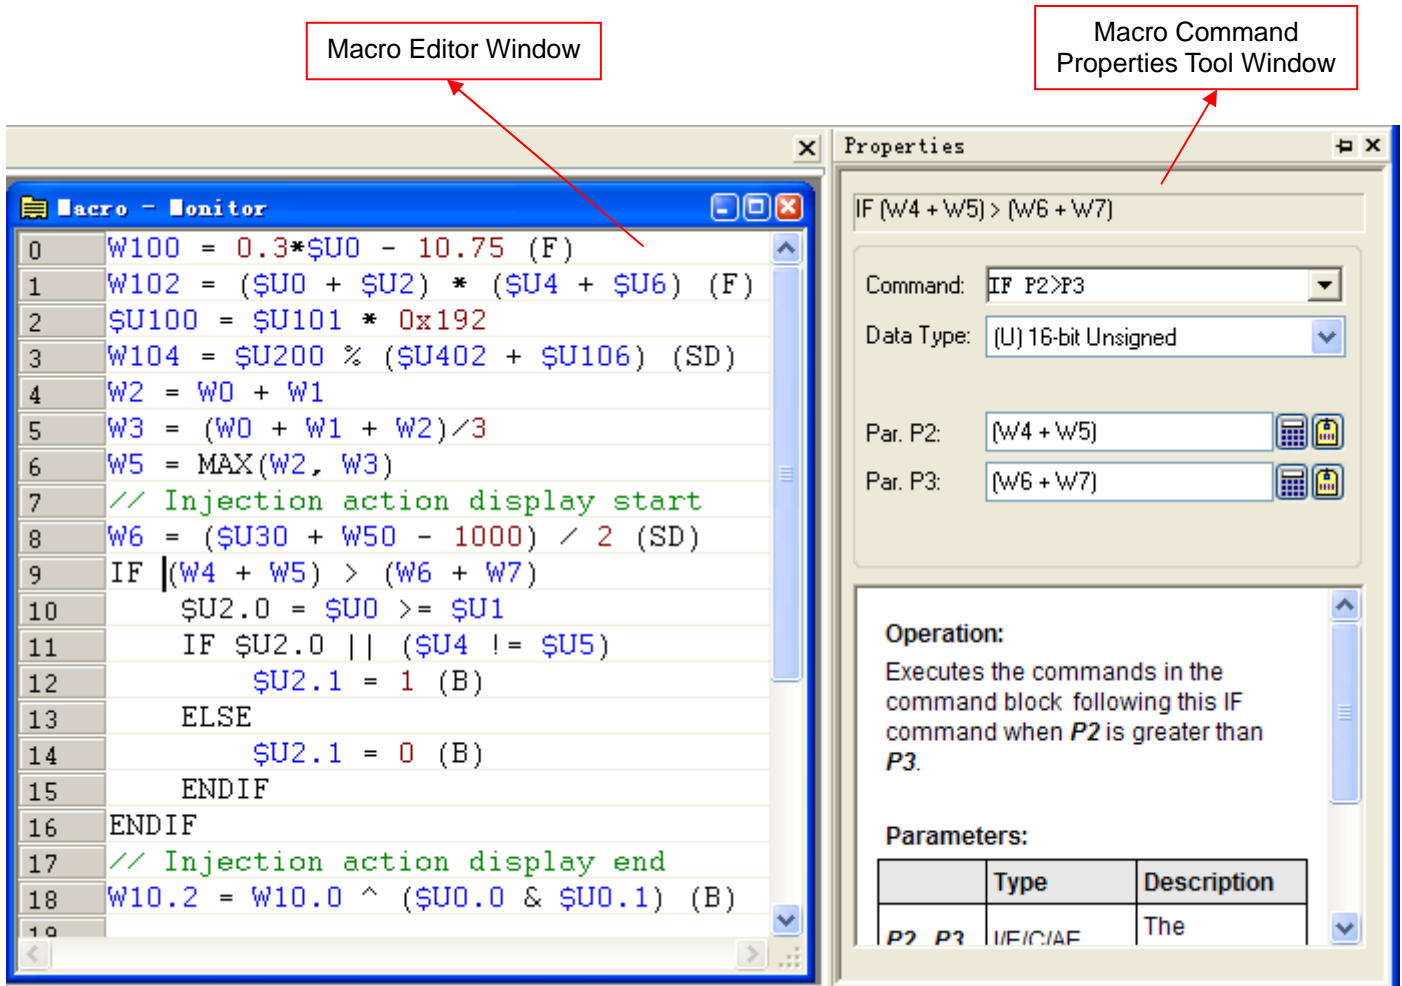 Macro Editor Window
Macro Command
Properties Tool Window
Properties
Macro - Monitor
0 W100 = 0.3*$U0 - 10.75 (F)
1 W102 = ($U0 + $U2) * ($U4 + $U6) (F)
2 $U100 = $U101 * 0x192
3 W104 = $U200 % ($U402 + $U106) (SD)
4 W2 = W0 + W1
5 W3 = (W0 + W1 + W2)/3
6 W5 = MAX(W2, W3)
7 // Injection action display start
8 W6 = ($U30 + W50 - 1000) / 2 (SD)
9 IF (W4 + W5) > (W6 + W7)
10 $U2.0 = $U0 >= $U1
11 IF $U2.0 || ($U4 != $U5)
12 $U2.1 = 1 (B)
13 ELSE
14 $U2.1 = 0 (B)
15 ENDIF
16 ENDIF
17 // Injection action display end
18 W10.2 = W10.0 ^ ($U0.0 & $U0.1) (B)
19
IF (W4 + W5) > (W6 + W7)
Command: IF P2>P3
Data Type: (U) 16-bit Unsigned
Par. P2: (W4 + W5)
Par. P3: (W6 + W7)
Operation:
Executes the commands in the
command block following this IF
command when P2 is greater than
P3.
Parameters:
Type Description
P2 P3 The